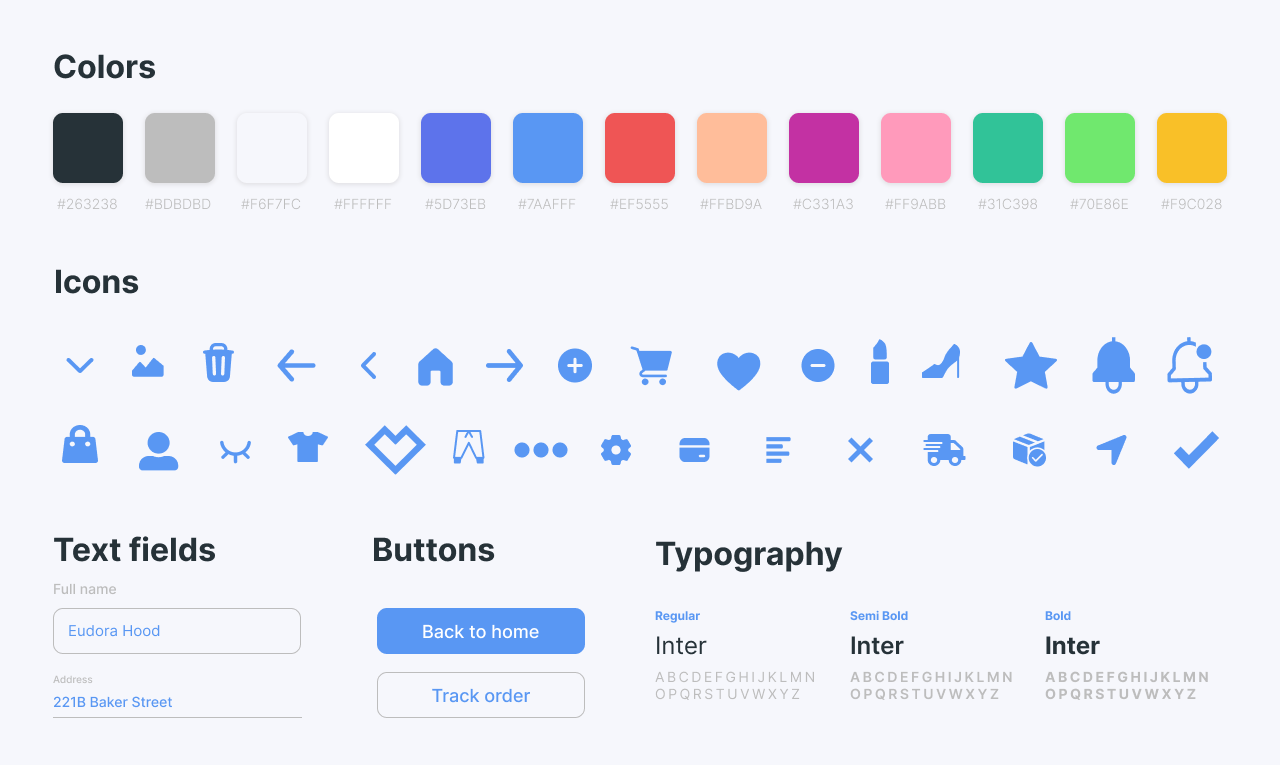 Colors
#263238 #BDBDBD #F6F7FC #FFFFFF #5D73EB #7AAFFF #EF5555 #FFBD9A #C331A3 #FF9ABB #31C398 #70E86E #F9C028
Icons
Text fields
Full name
Eudora Hood
Address
221B Baker Street
Buttons
Back to home
Track order
Typography
Regular
Inter
ABCDEFGHIJKLMN
OPQRSTUVWXYZ
Semi Bold
Inter
ABCDEFGHIJKLMN
OPQRSTUVWXYZ
Bold
Inter
ABCDEFGHIJKLMN
OPQRSTUVWXYZ